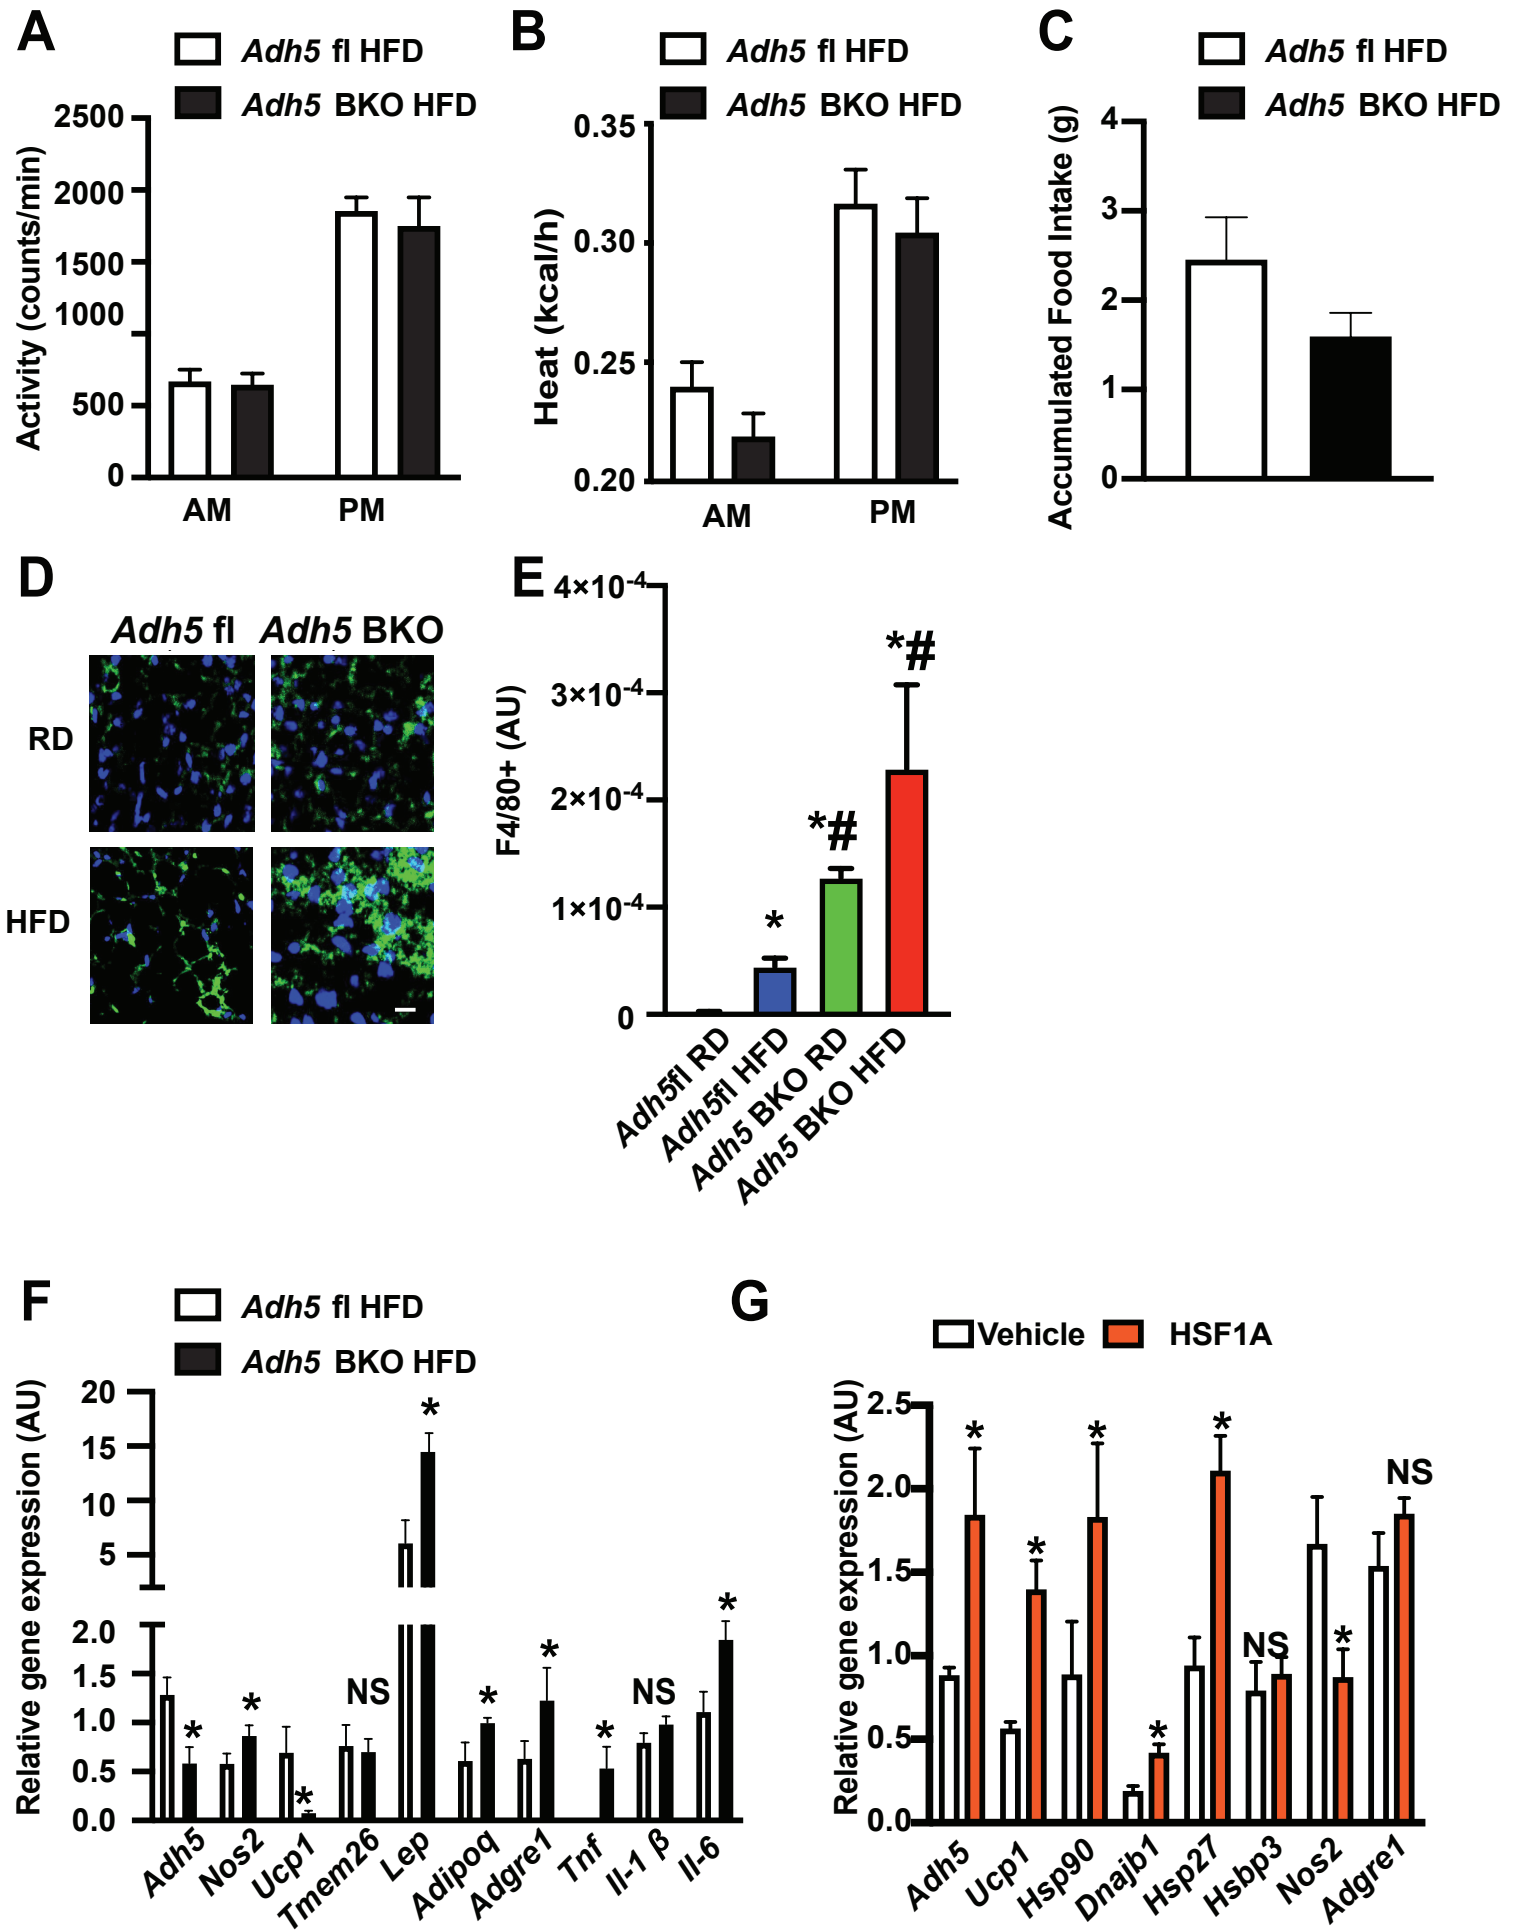 A
Adh5 fl HFD
Adh5 BKO HFD
Activity (counts/min)
2500
2000
1500
1000
500
0
AM PM
B
Adh5 fl HFD
Adh5 BKO HFD
Heat (kcal/h)
0.35
0.30
0.25
0.20
AM PM
C
Adh5 fl HFD
Adh5 BKO HFD
Accumulated Food Intake (g)
4
3
2
1
0
D
Adh5 fl Adh5 BKO
RD
HFD
E
F4/80+ (AU)
4×10-4
3×10-4
2×10-4
1×10-4
0
* *# *#
Adh5fl RD
Adh5fl HFD
Adh5 BKO RD
Adh5 BKO HFD
F
Adh5 fl HFD
Adh5 BKO HFD
Relative gene expression (AU)
20
15
10
5
2.0
1.5
1.0
0.5
0.0
* * * NS * * * * NS *
Adh5
Nos2
Ucp1
Tmem26
Lep
Adipoq
Adgre1
Tnf
Il-1 β
Il-6
G
Vehicle HSF1A
Relative gene expression (AU)
2.5
2.0
1.5
1.0
0.5
0.0
* * * * * NS * NS
Adh5
Ucp1
Hsp90
Dnajb1
Hsp27
Hsbp3
Nos2
Adgre1